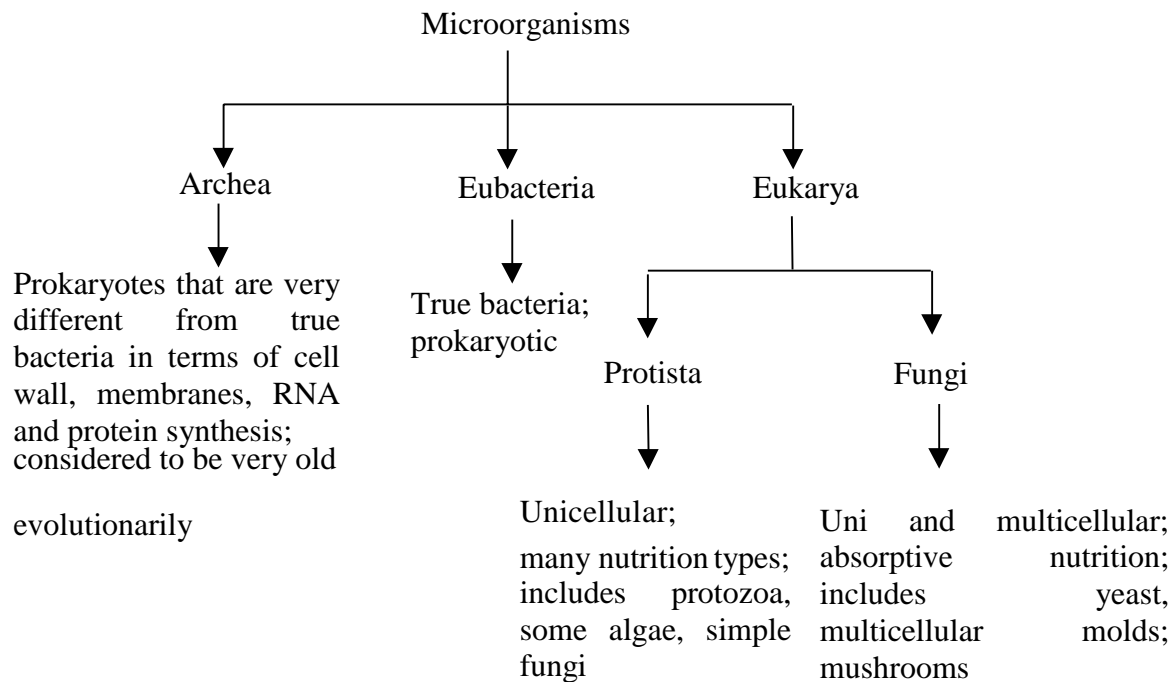 Microorganisms
Archea
Eubacteria
Eukarya
Prokaryotes that are very
different from true
bacteria in terms of cell
wall, membranes, RNA
and protein synthesis;
considered to be very old
evolutionarily
True bacteria;
prokaryotic
Protista
Fungi
Unicellular;
many nutrition types;
includes protozoa,
some algae, simple
fungi
Uni and multicellular;
absorptive nutrition;
includes yeast,
multicellular molds;
mushrooms